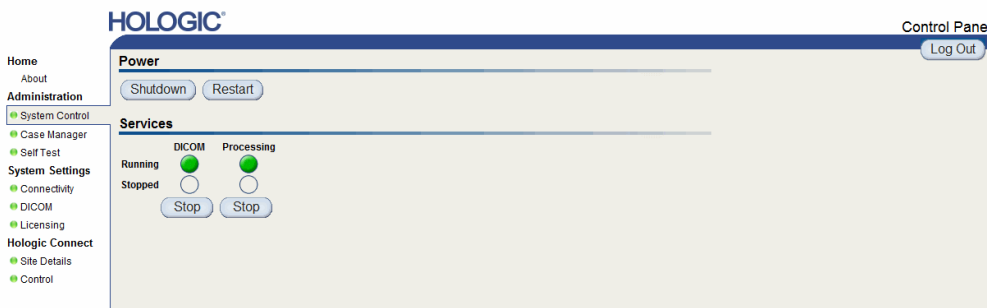 HOLOGIC
Control Pane
Log Out
Home
About
Administration
System Control
Case Manager
Self Test
System Settings
Connectivity
DICOM
Licensing
Hologic Connect
Site Details
Control
Power
Shutdown Restart
Services
DICOM Processing
Running
Stopped
Stop Stop